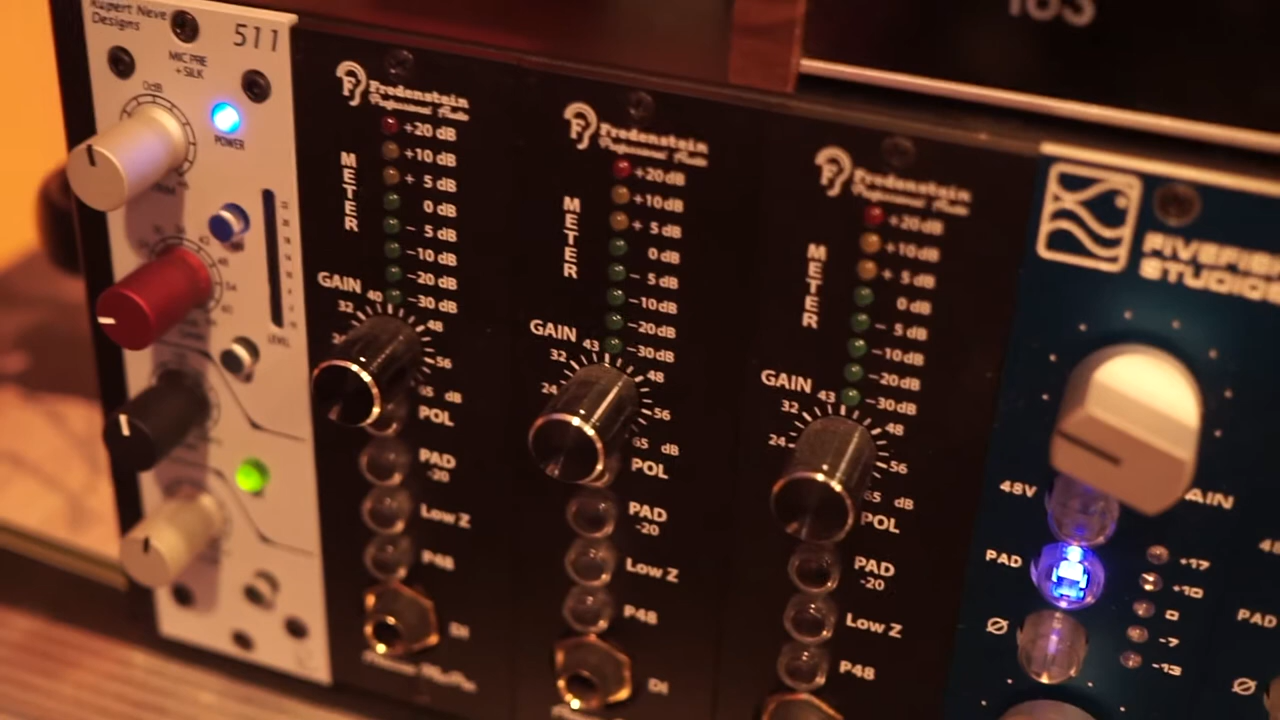 163
Rupert Neve
Designs
511
MIC PRE
+SILK
0dB
POWER
LEVEL
Fredenstein
Professional Audio
METER
+20 dB
+10 dB
+ 5 dB
0 dB
- 5 dB
-10 dB
-20 dB
-30 dB
GAIN
32
40
48
56
65 dB
POL
PAD
-20
Low Z
P48
DI
Fredenstein
Professional Audio
METER
+20 dB
+10 dB
+ 5 dB
0 dB
- 5 dB
-10 dB
-20 dB
-30 dB
GAIN
24
32
43
48
56
65 dB
POL
PAD
-20
Low Z
P48
DI
Fredenstein
Professional Audio
METER
+20 dB
+10 dB
+ 5 dB
0 dB
- 5 dB
-10 dB
-20 dB
-30 dB
GAIN
24
32
43
48
56
65 dB
POL
PAD
-20
Low Z
P48
STUDIOS
48V
PAD
Ø
+17
+10
0
-7
-13
PAD
Ø